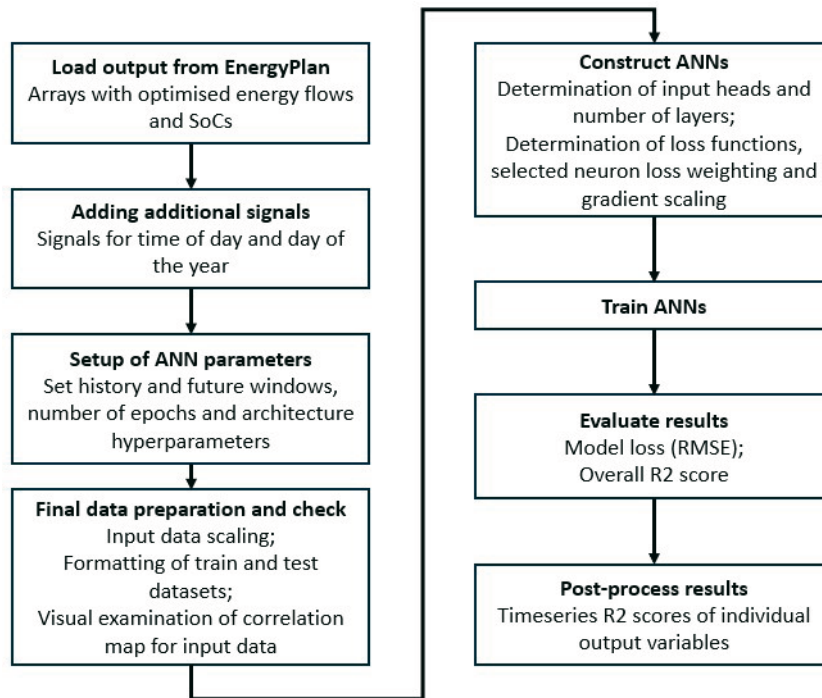 Load output from EnergyPlan
Arrays with optimised energy flows
and SoCs
Adding additional signals
Signals for time of day and day of
the year
Setup of ANN parameters
Set history and future windows,
number of epochs and architecture
hyperparameters
Final data preparation and check
Input data scaling;
Formatting of train and test
datasets;
Visual examination of correlation
map for input data
Construct ANNs
Determination of input heads and
number of layers;
Determination of loss functions,
selected neuron loss weighting and
gradient scaling
Train ANNs
Evaluate results
Model loss (RMSE);
Overall R2 score
Post-process results
Timeseries R2 scores of individual
output variables